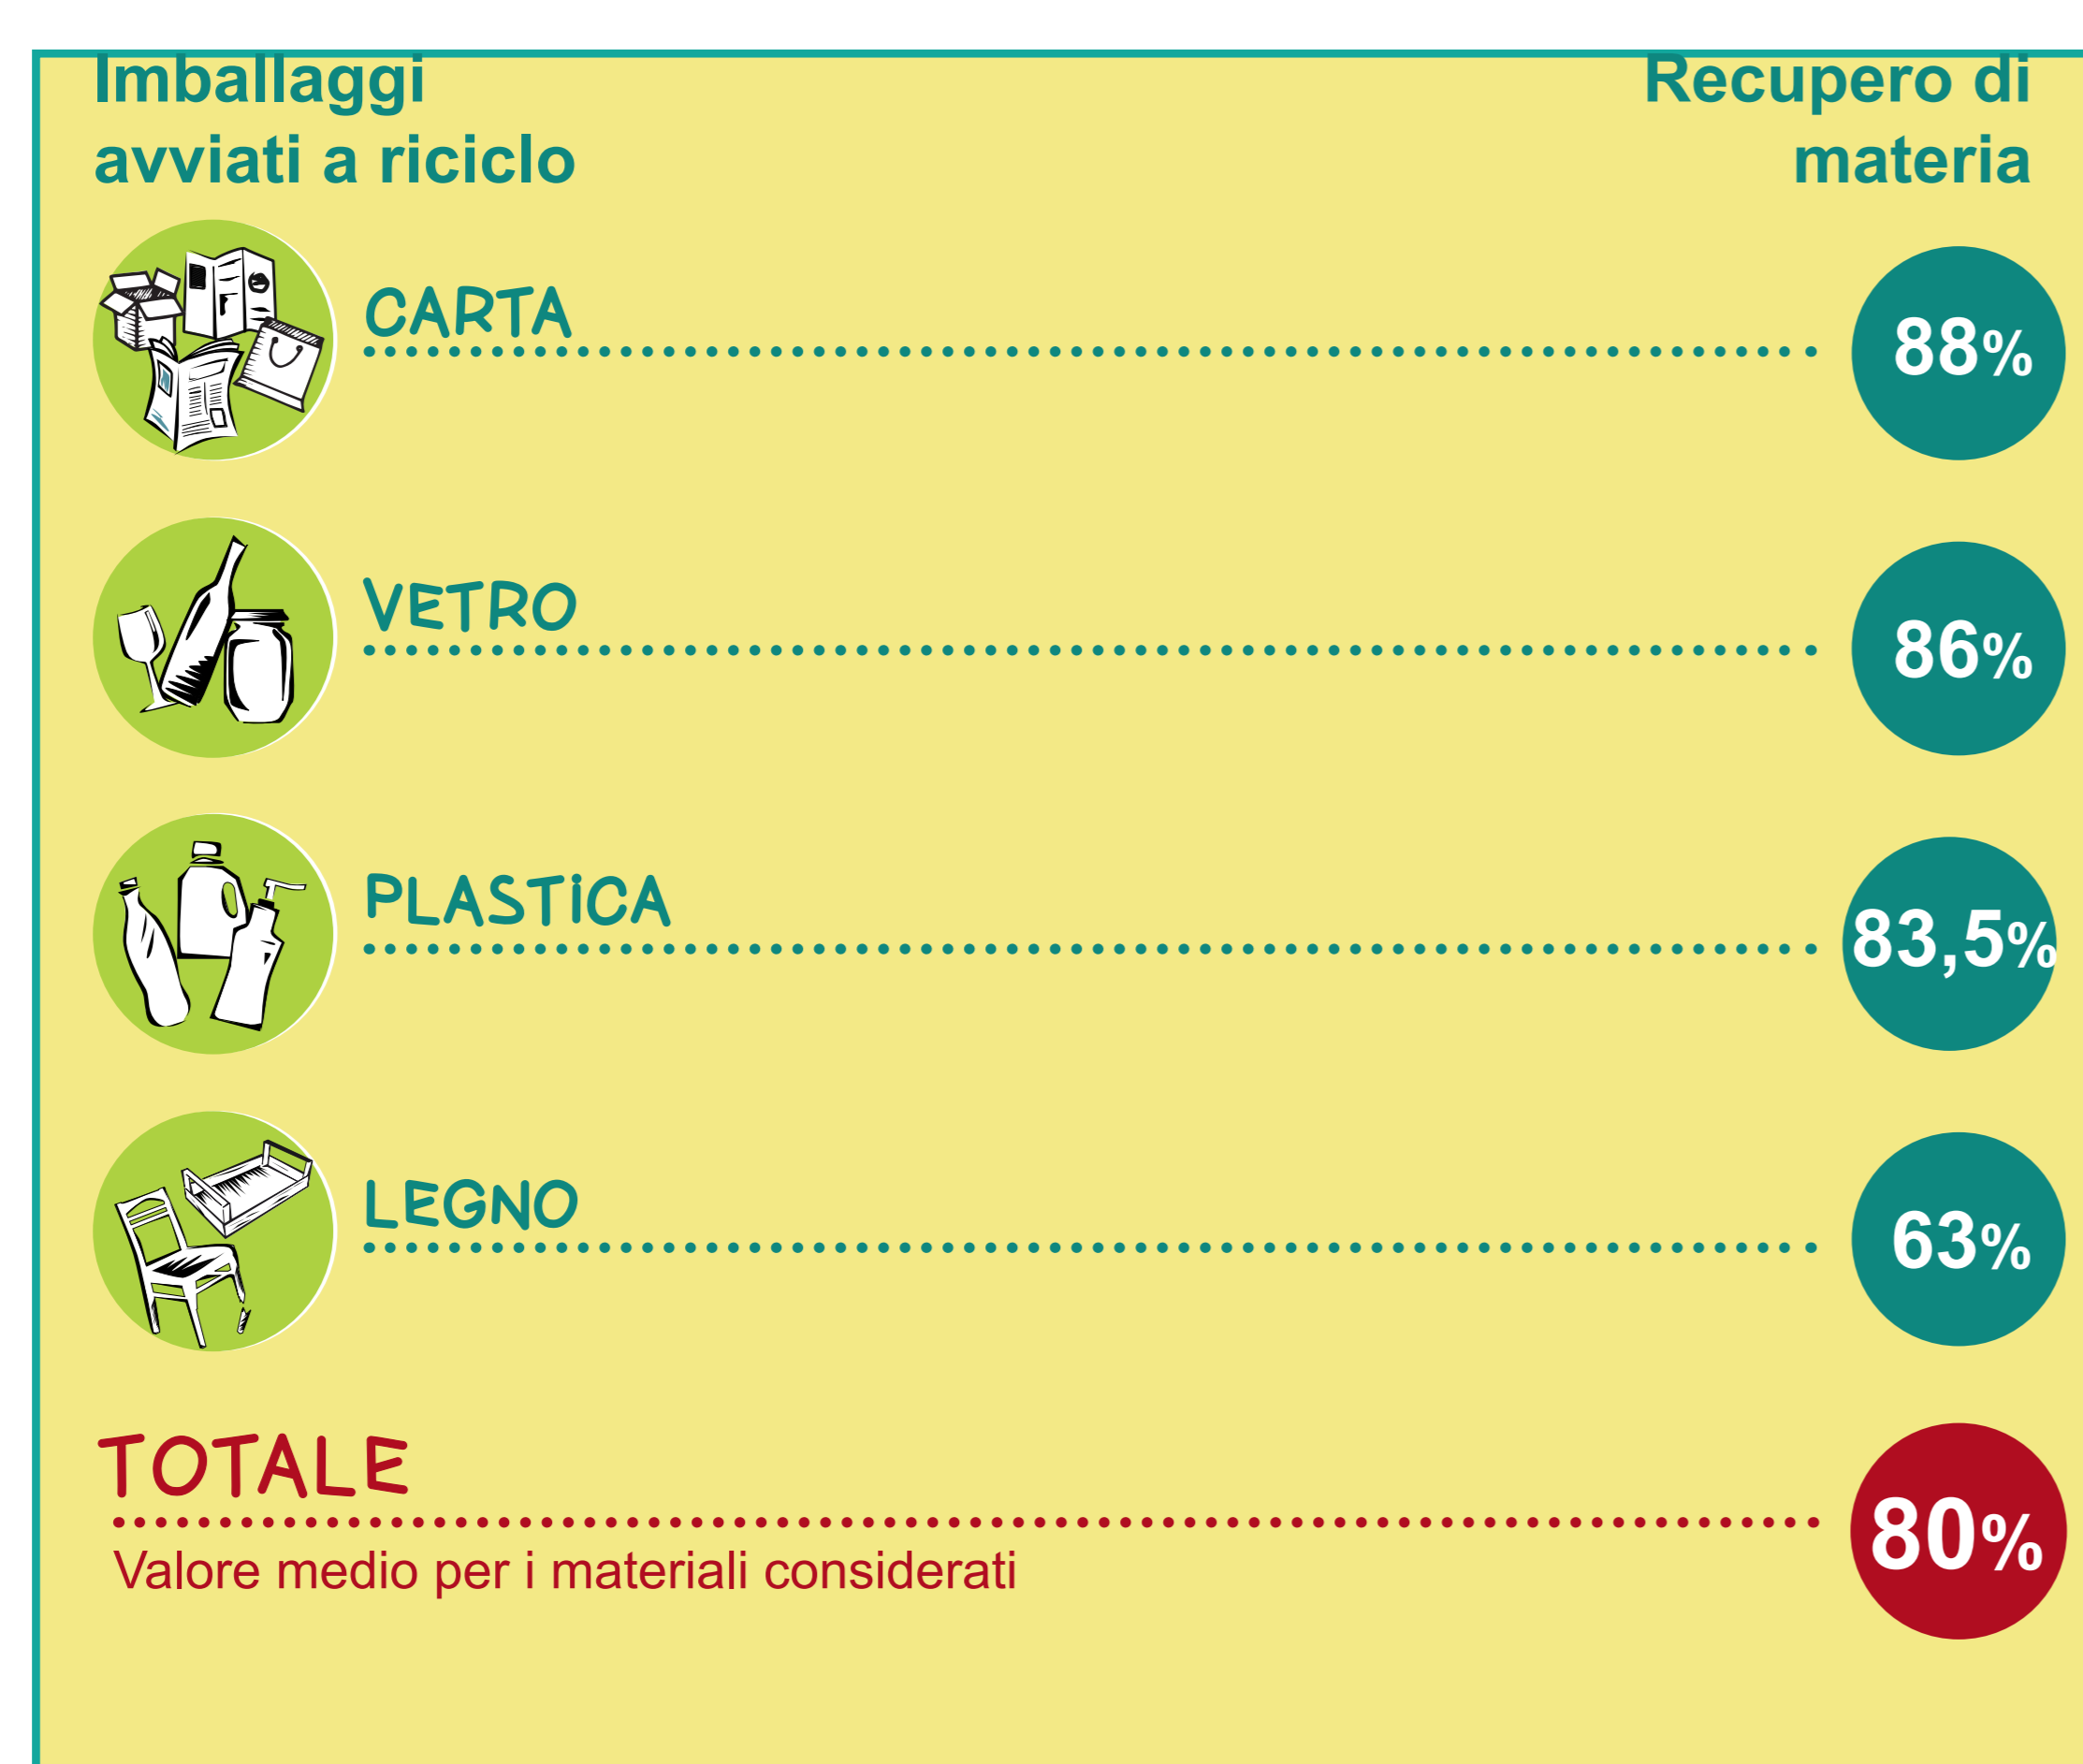 Imballaggi
avviati a riciclo
Recupero di
materia
CARTA
88%
VETRO
86%
PLASTiCA
83,5%
LEGNO
63%
TOTALE
80%
Valore medio per i materiali considerati